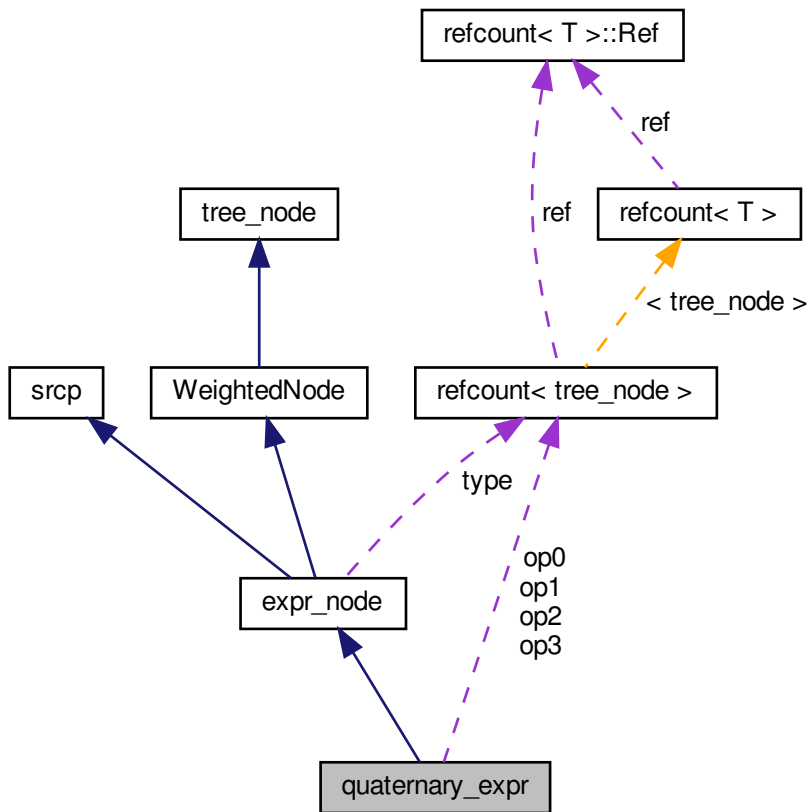 refcount< T >::Ref
ref
tree_node
ref
refcount< T >
< tree_node >
srcp
WeightedNode
refcount< tree_node >
type
op0
op1
op2
op3
expr_node
quaternary_expr